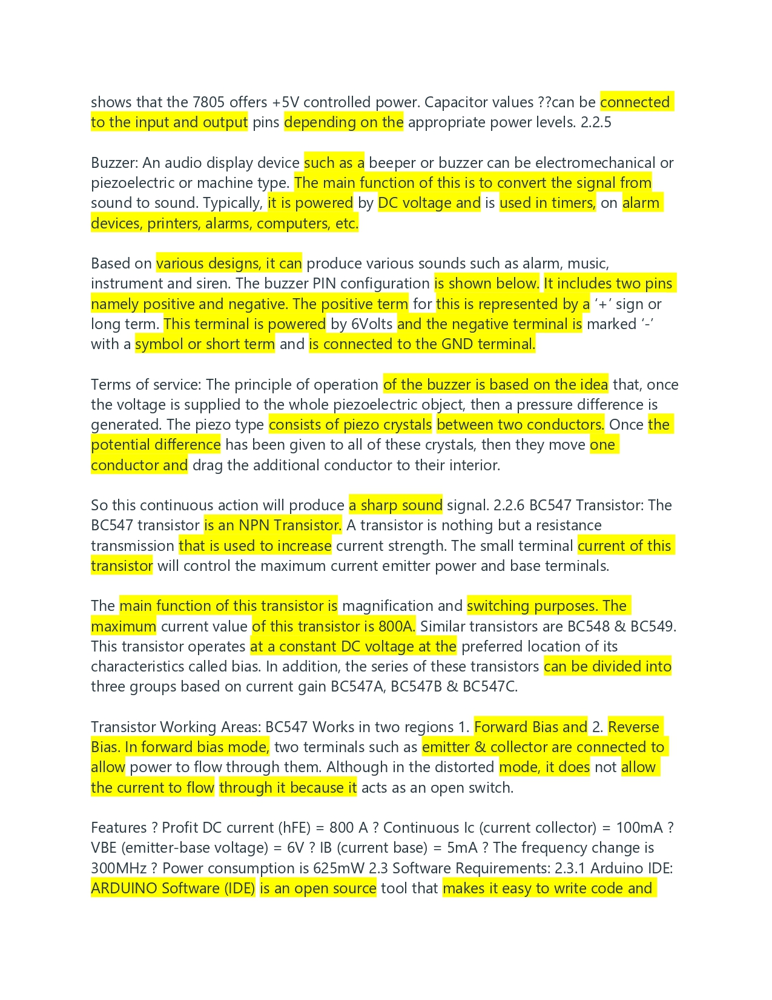 shows that the 7805 offers +5V controlled power. Capacitor values ??can be connected
to the input and output pins depending on the appropriate power levels. 2.2.5
Buzzer: An audio display device such as a beeper or buzzer can be electromechanical or
piezoelectric or machine type. The main function of this is to convert the signal from
sound to sound. Typically, it is powered by DC voltage and is used in timers, on alarm
devices, printers, alarms, computers, etc.
Based on various designs, it can produce various sounds such as alarm, music,
instrument and siren. The buzzer PIN configuration is shown below. It includes two pins
namely positive and negative. The positive term for this is represented by a ‘+’ sign or
long term. This terminal is powered by 6Volts and the negative terminal is marked ‘-’
with a symbol or short term and is connected to the GND terminal.
Terms of service: The principle of operation of the buzzer is based on the idea that, once
the voltage is supplied to the whole piezoelectric object, then a pressure difference is
generated. The piezo type consists of piezo crystals between two conductors. Once the
potential difference has been given to all of these crystals, then they move one
conductor and drag the additional conductor to their interior.
So this continuous action will produce a sharp sound signal. 2.2.6 BC547 Transistor: The
BC547 transistor is an NPN Transistor. A transistor is nothing but a resistance
transmission that is used to increase current strength. The small terminal current of this
transistor will control the maximum current emitter power and base terminals.
The main function of this transistor is magnification and switching purposes. The
maximum current value of this transistor is 800A. Similar transistors are BC548 & BC549.
This transistor operates at a constant DC voltage at the preferred location of its
characteristics called bias. In addition, the series of these transistors can be divided into
three groups based on current gain BC547A, BC547B & BC547C.
Transistor Working Areas: BC547 Works in two regions 1. Forward Bias and 2. Reverse
Bias. In forward bias mode, two terminals such as emitter & collector are connected to
allow power to flow through them. Although in the distorted mode, it does not allow
the current to flow through it because it acts as an open switch.
Features ? Profit DC current (hFE) = 800 A ? Continuous Ic (current collector) = 100mA ?
VBE (emitter-base voltage) = 6V ? IB (current base) = 5mA ? The frequency change is
300MHz ? Power consumption is 625mW 2.3 Software Requirements: 2.3.1 Arduino IDE:
ARDUINO Software (IDE) is an open source tool that makes it easy to write code and